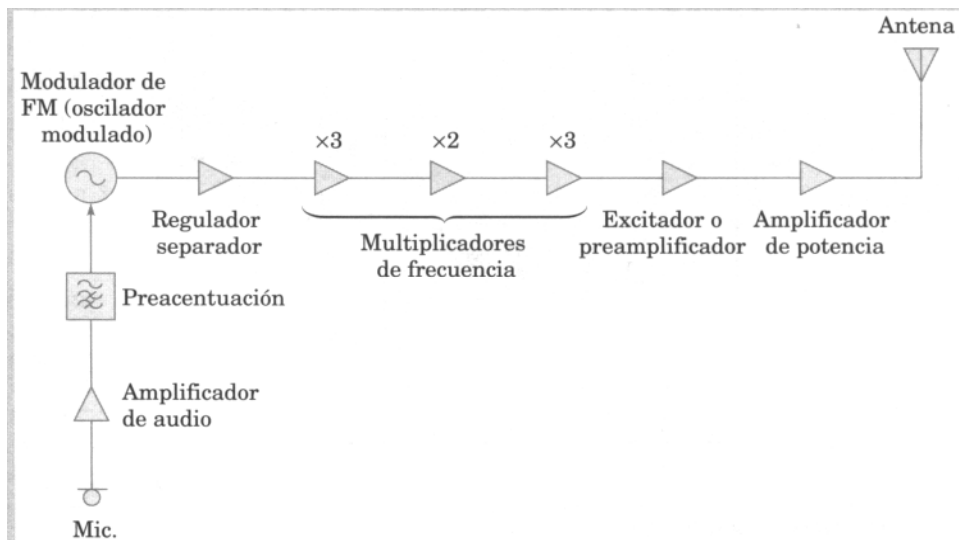 Antena
Modulador de
FM (oscilador
modulado)
×3
×2
×3
Regulador
separador
Multiplicadores
de frecuencia
Excitador o
preamplificador
Amplificador
de potencia
Preacentuación
Amplificador
de audio
Mic.